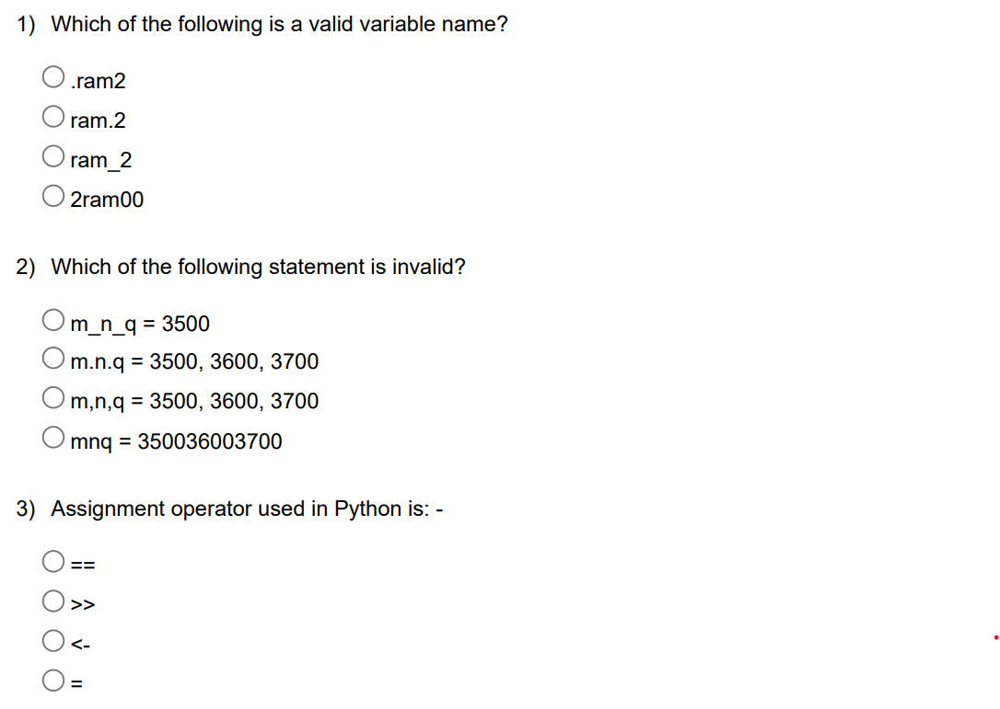 1) Which of the following is a valid variable name?
.ram2
ram.2
ram_2
2ram00
2) Which of the following statement is invalid?
m_n_q = 3500
m.n.q = 3500, 3600, 3700
m,n,q = 3500, 3600, 3700
mnq = 350036003700
3) Assignment operator used in Python is: -
==
>>
<-
=